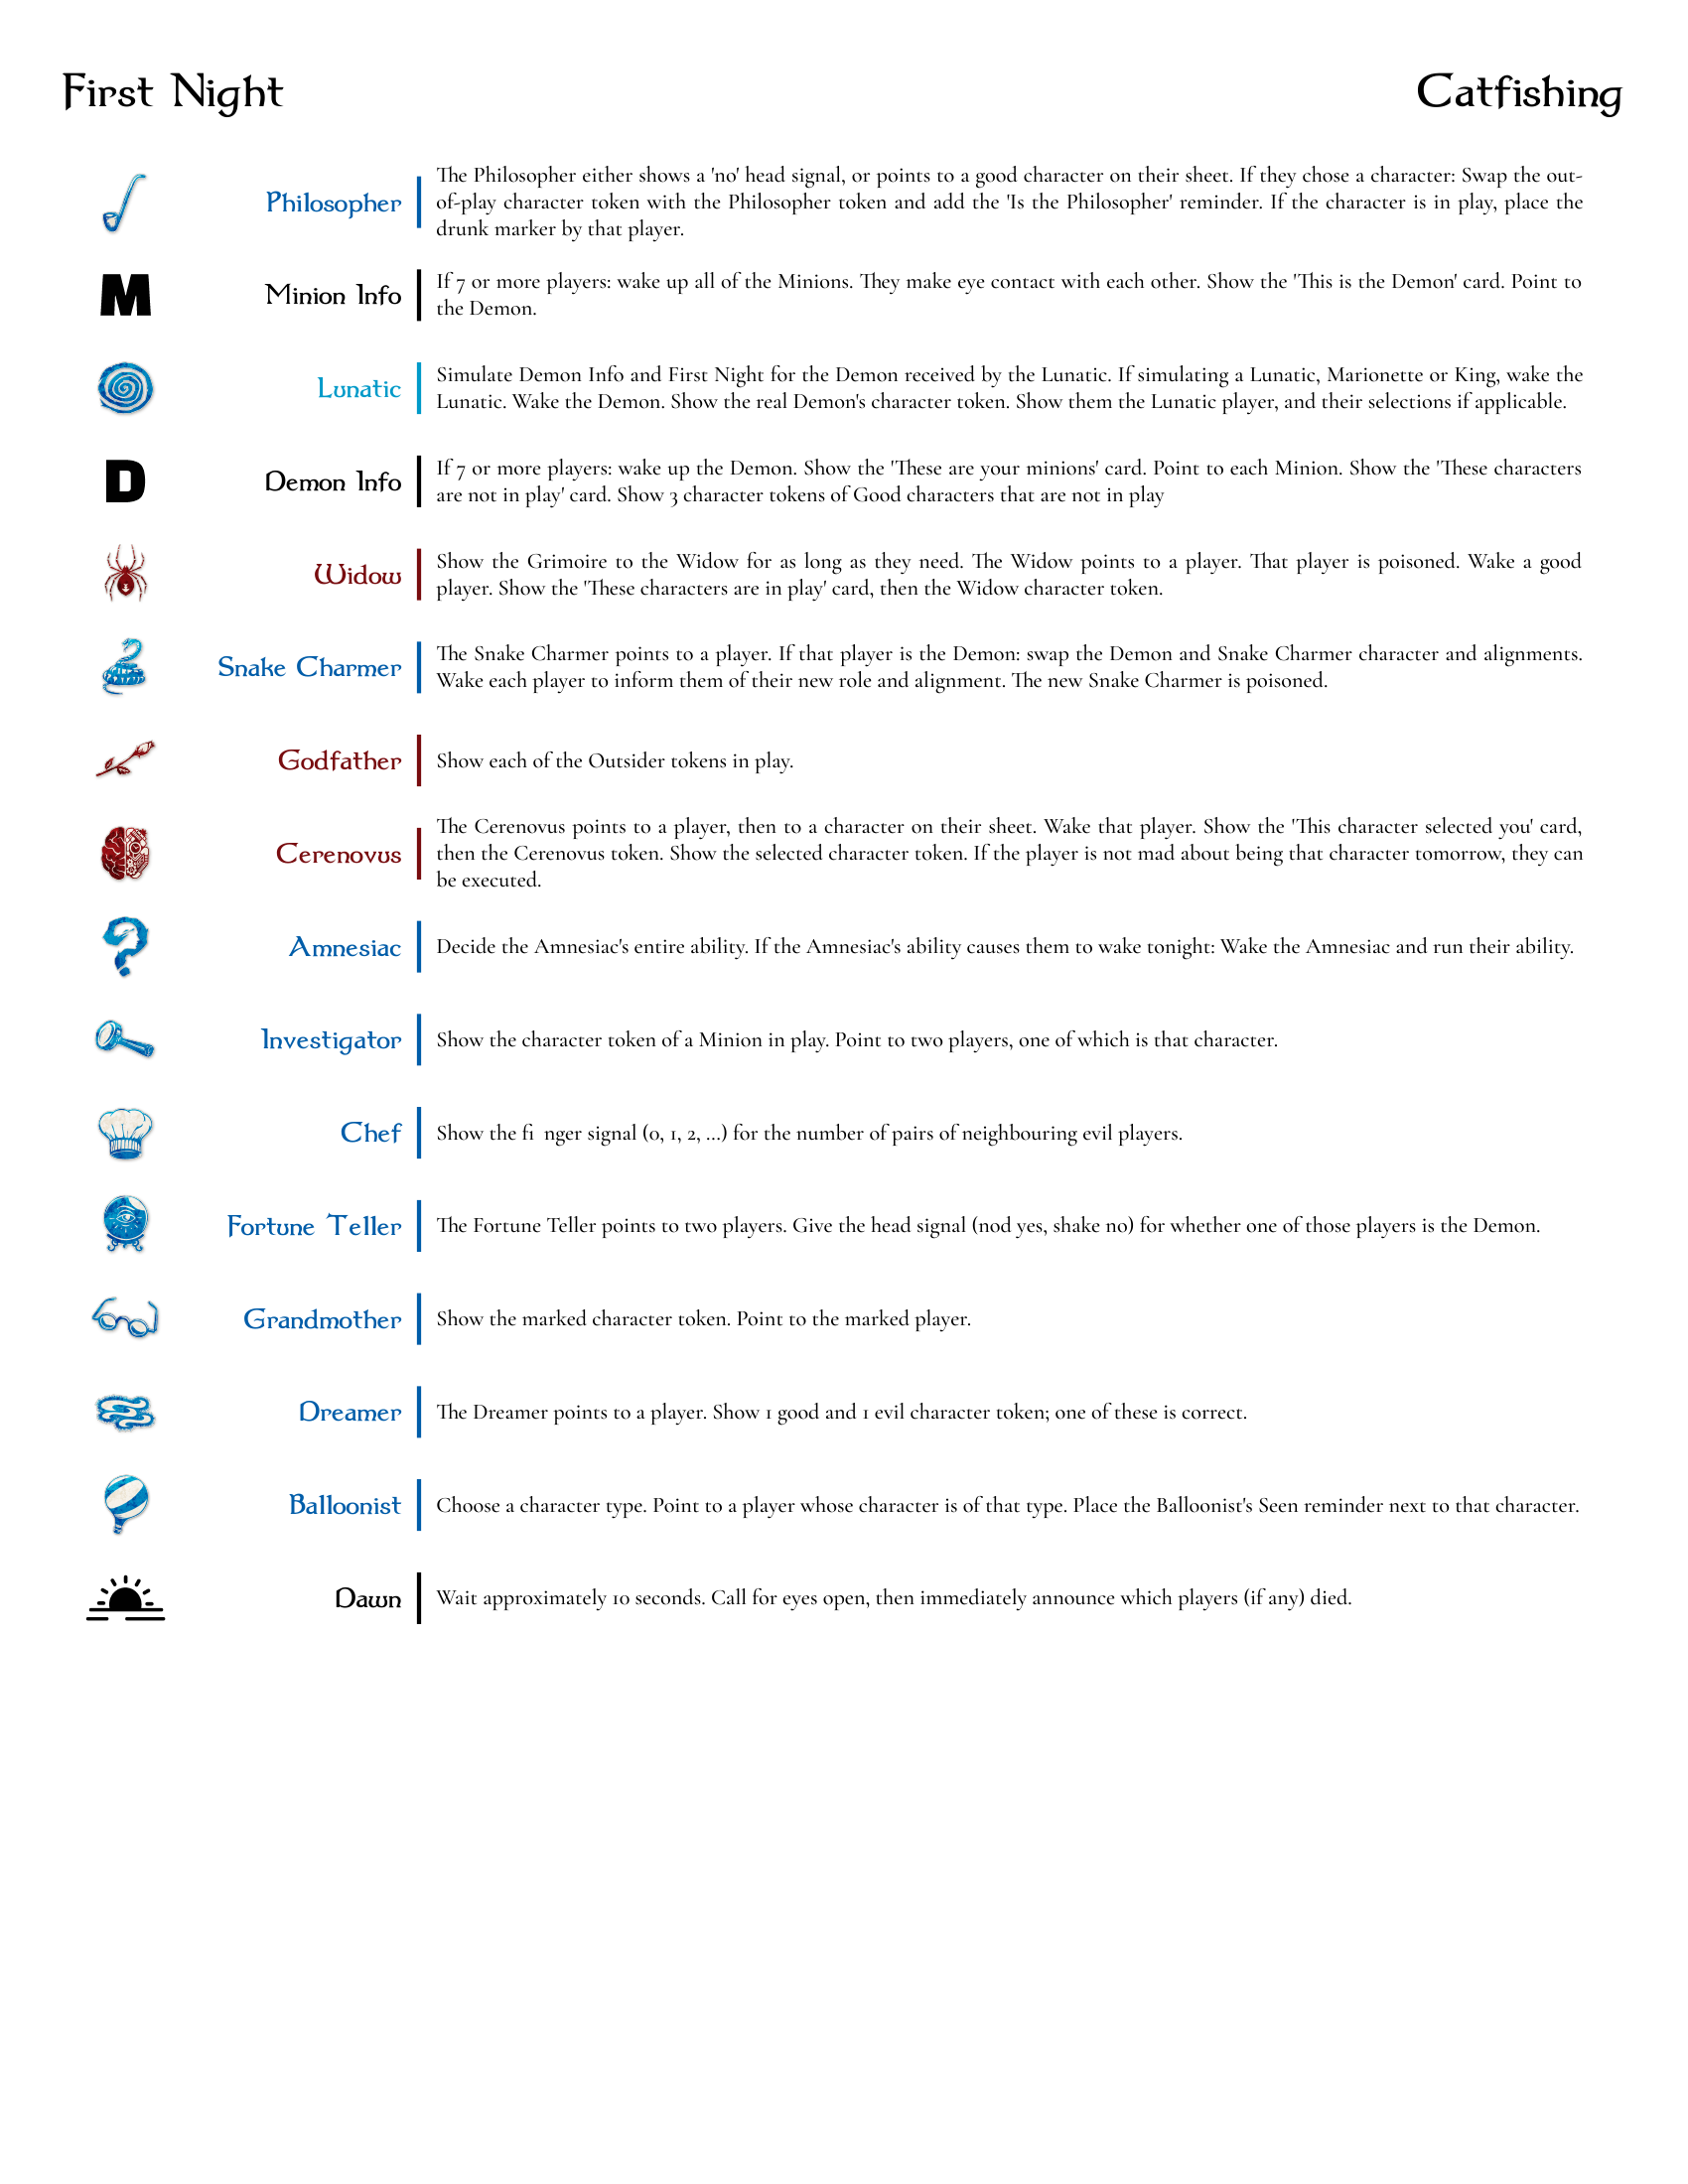 First Night
Catfishing
Philosopher
The Philosopher either shows a 'no' head signal, or points to a good character on their sheet. If they chose a character: Swap the out-
of-play character token with the Philosopher token and add the 'Is the Philosopher' reminder. If the character is in play, place the
drunk marker by that player.
M
Minion Info
If 7 or more players: wake up all of the Minions. They make eye contact with each other. Show the 'This is the Demon' card. Point to
the Demon.
Lunatic
Simulate Demon Info and First Night for the Demon received by the Lunatic. If simulating a Lunatic, Marionette or King, wake the
Lunatic. Wake the Demon. Show the real Demon's character token. Show them the Lunatic player, and their selections if applicable.
D
Demon Info
If 7 or more players: wake up the Demon. Show the 'These are your minions' card. Point to each Minion. Show the 'These characters
are not in play' card. Show 3 character tokens of Good characters that are not in play
Widow
Show the Grimoire to the Widow for as long as they need. The Widow points to a player. That player is poisoned. Wake a good
player. Show the 'These characters are in play' card, then the Widow character token.
Snake Charmer
The Snake Charmer points to a player. If that player is the Demon: swap the Demon and Snake Charmer character and alignments.
Wake each player to inform them of their new role and alignment. The new Snake Charmer is poisoned.
Godfather
Show each of the Outsider tokens in play.
Cerenovus
The Cerenovus points to a player, then to a character on their sheet. Wake that player. Show the 'This character selected you' card,
then the Cerenovus token. Show the selected character token. If the player is not mad about being that character tomorrow, they can
be executed.
Amnesiac
Decide the Amnesiac's entire ability. If the Amnesiac's ability causes them to wake tonight: Wake the Amnesiac and run their ability.
Investigator
Show the character token of a Minion in play. Point to two players, one of which is that character.
Chef
Show the fi nger signal (0, 1, 2, ...) for the number of pairs of neighbouring evil players.
Fortune Teller
The Fortune Teller points to two players. Give the head signal (nod yes, shake no) for whether one of those players is the Demon.
Grandmother
Show the marked character token. Point to the marked player.
Dreamer
The Dreamer points to a player. Show 1 good and 1 evil character token; one of these is correct.
Balloonist
Choose a character type. Point to a player whose character is of that type. Place the Balloonist's Seen reminder next to that character.
Dawn
Wait approximately 10 seconds. Call for eyes open, then immediately announce which players (if any) died.